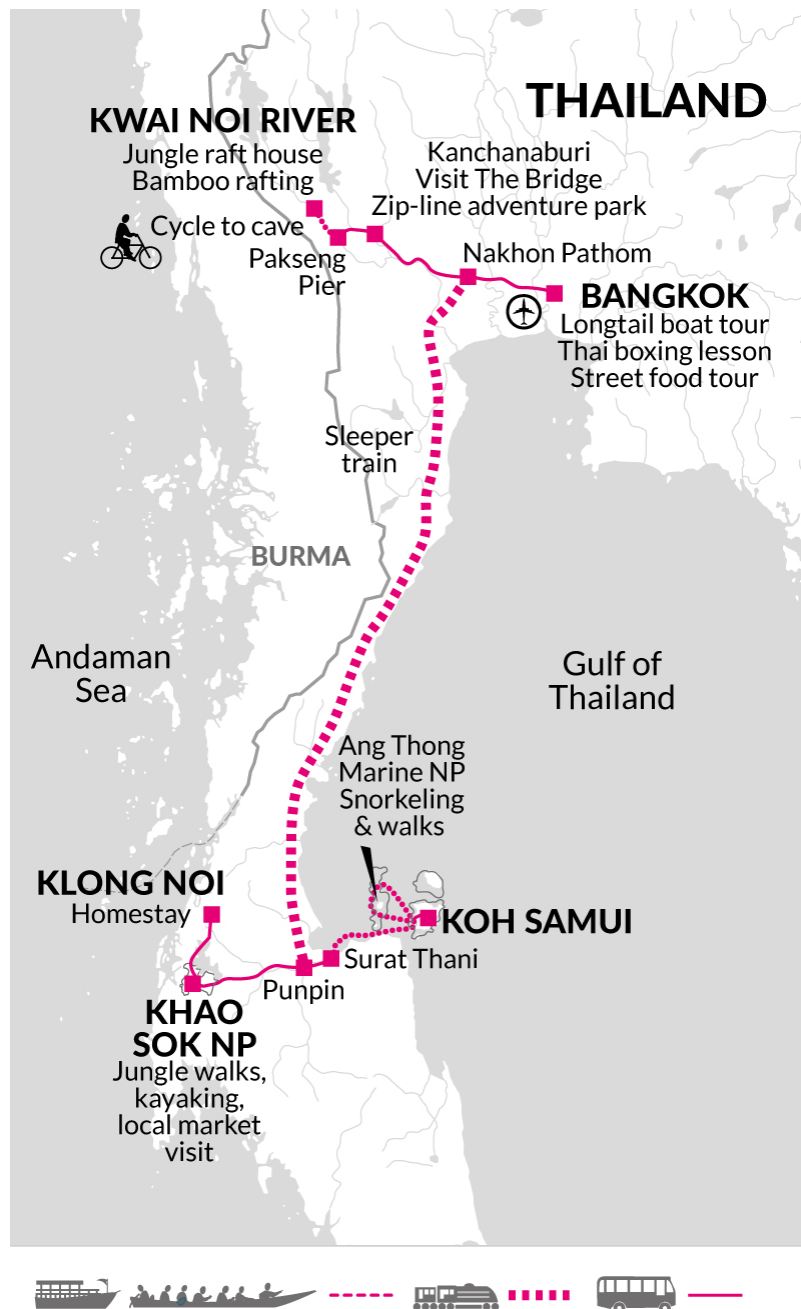 THAILAND
KWAI NOI RIVER
Jungle raft house
Bamboo rafting
Cycle to cave
Pakseng
Pier
Kanchanaburi
Visit The Bridge
Zip-line adventure park
Nakhon Pathom
BANGKOK
Longtail boat tour
Thai boxing lesson
Street food tour
Sleeper
train
BURMA
Andaman
Sea
Gulf of
Thailand
Ang Thong
Marine NP
Snorkeling
& walks
KLONG NOI
Homestay
KOH SAMUI
Surat Thani
Punpin
KHAO
SOK NP
Jungle walks,
kayaking,
local market
visit